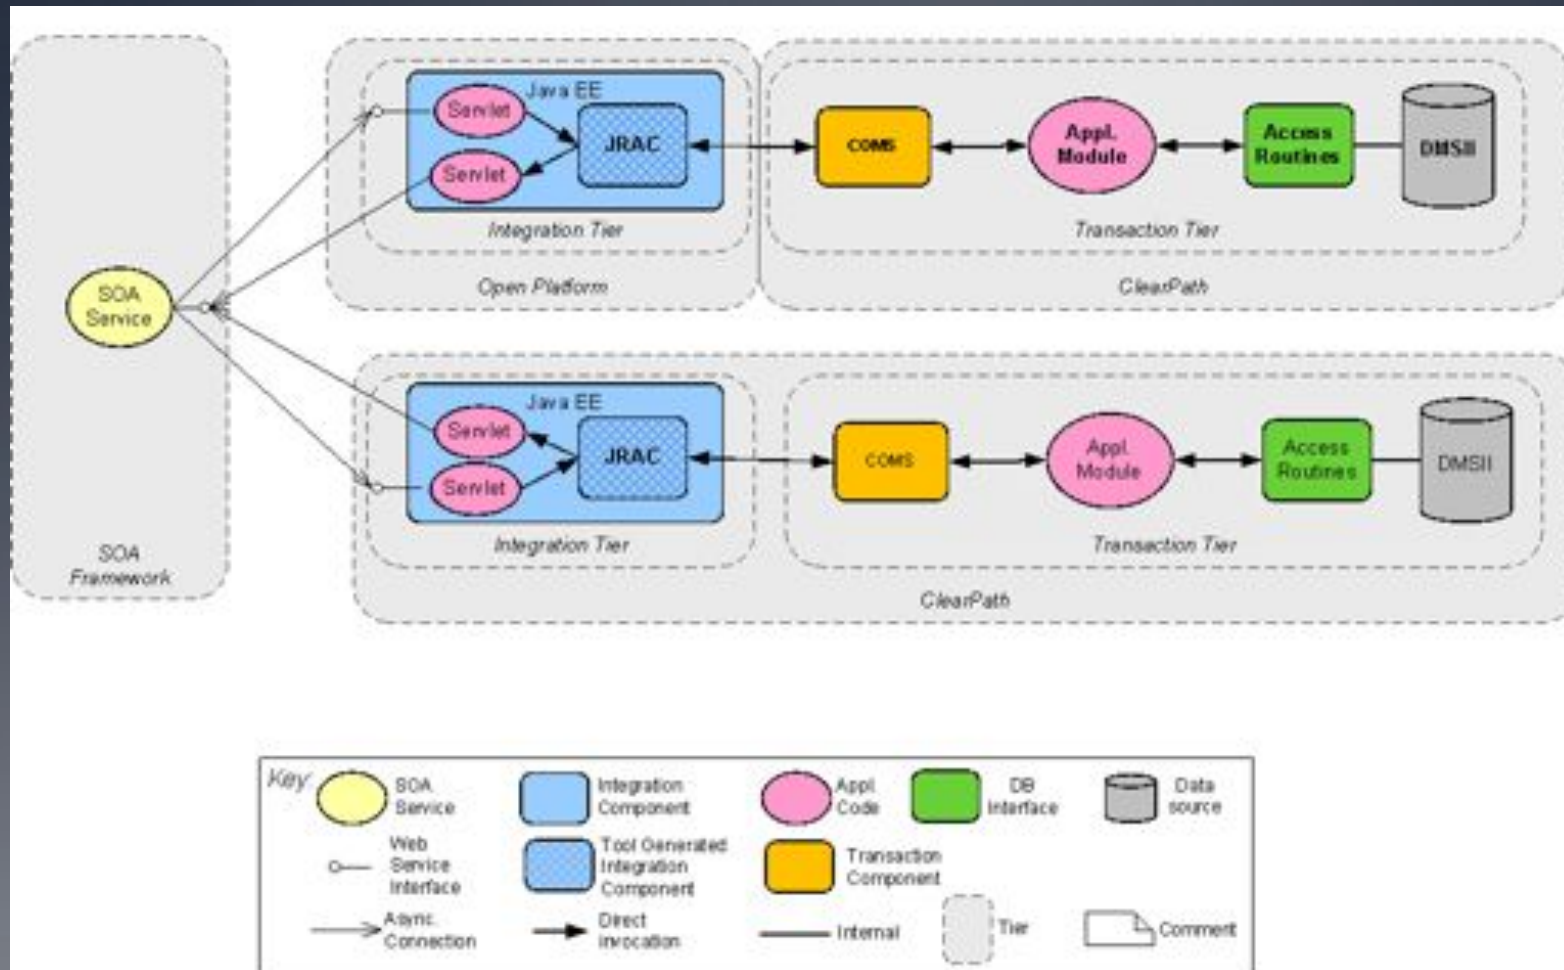 Java EE
Servlet
Servlet
JRAC
COMS
Appl.
Module
Access
Routines
DMSII
Integration Tier
Transaction Tier
Open Platform
ClearPath
SOA
Service
Java EE
Servlet
Servlet
JRAC
COMS
Appl.
Module
Access
Routines
DMSII
Integration Tier
Transaction Tier
SOA
Framework
ClearPath
Key:
SOA
Service
Integration
Component
Appl.
Code
DB
Interface
Data
source
Web
Service
Interface
Tool Generated
Integration
Component
Transaction
Component
Async.
Connection
Direct
invocation
Internal
Tier
Comment